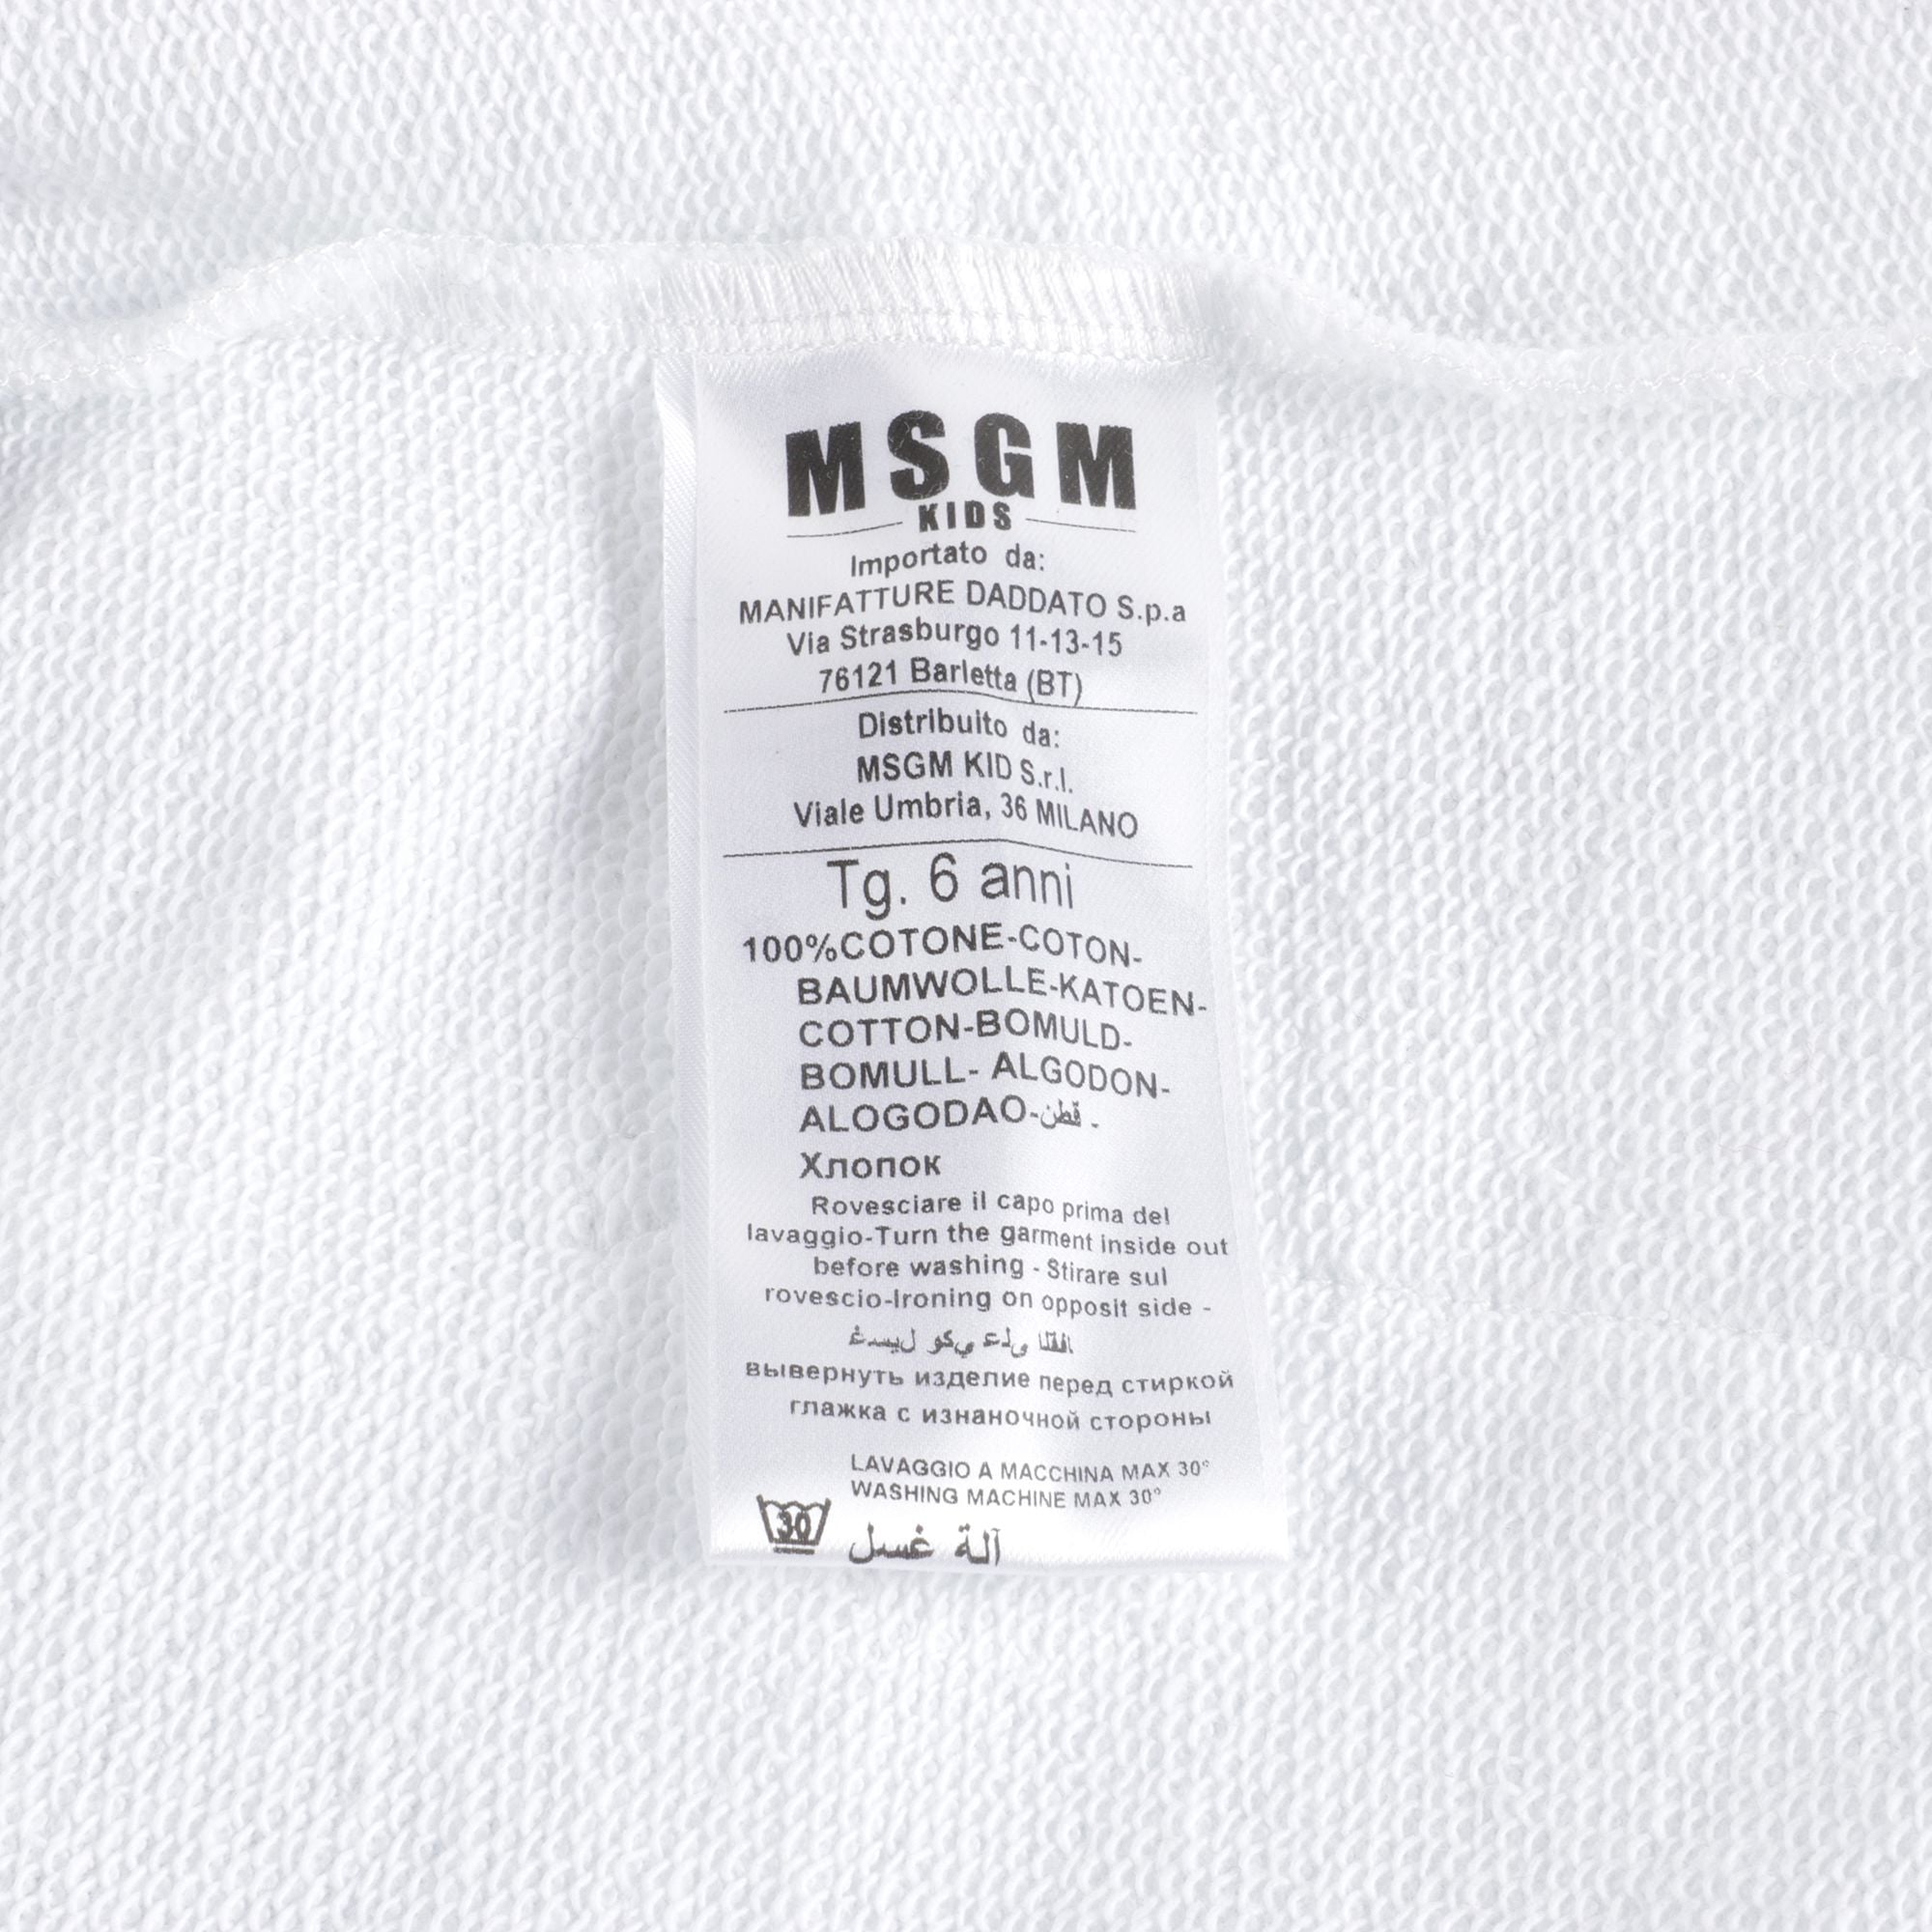 MSGM
KIDS
Importato da:
MANIFATTURE DADDATO S.p.a
Via Strasburgo 11-13-15
76121 Barletta (BT)
Distribuito da:
MSGM KID S.r.l.
Viale Umbria, 36 MILANO
Tg. 6 anni
100%COTONE-COTON-
BAUMWOLLE-KATOEN-
COTTON-BOMULD-
BOMULL- ALGODON-
ALOGODAO-قطن -
Хлопок
Rovesciare il capo prima del
lavaggio-Turn the garment inside out
before washing - Stirare sul
rovescio-Ironing on opposit side -
вывернуть изделие перед стиркой
глажка с изнаночной стороны
LAVAGGIO A MACCHINA MAX 30°
WASHING MACHINE MAX 30°
30
آلة غسل